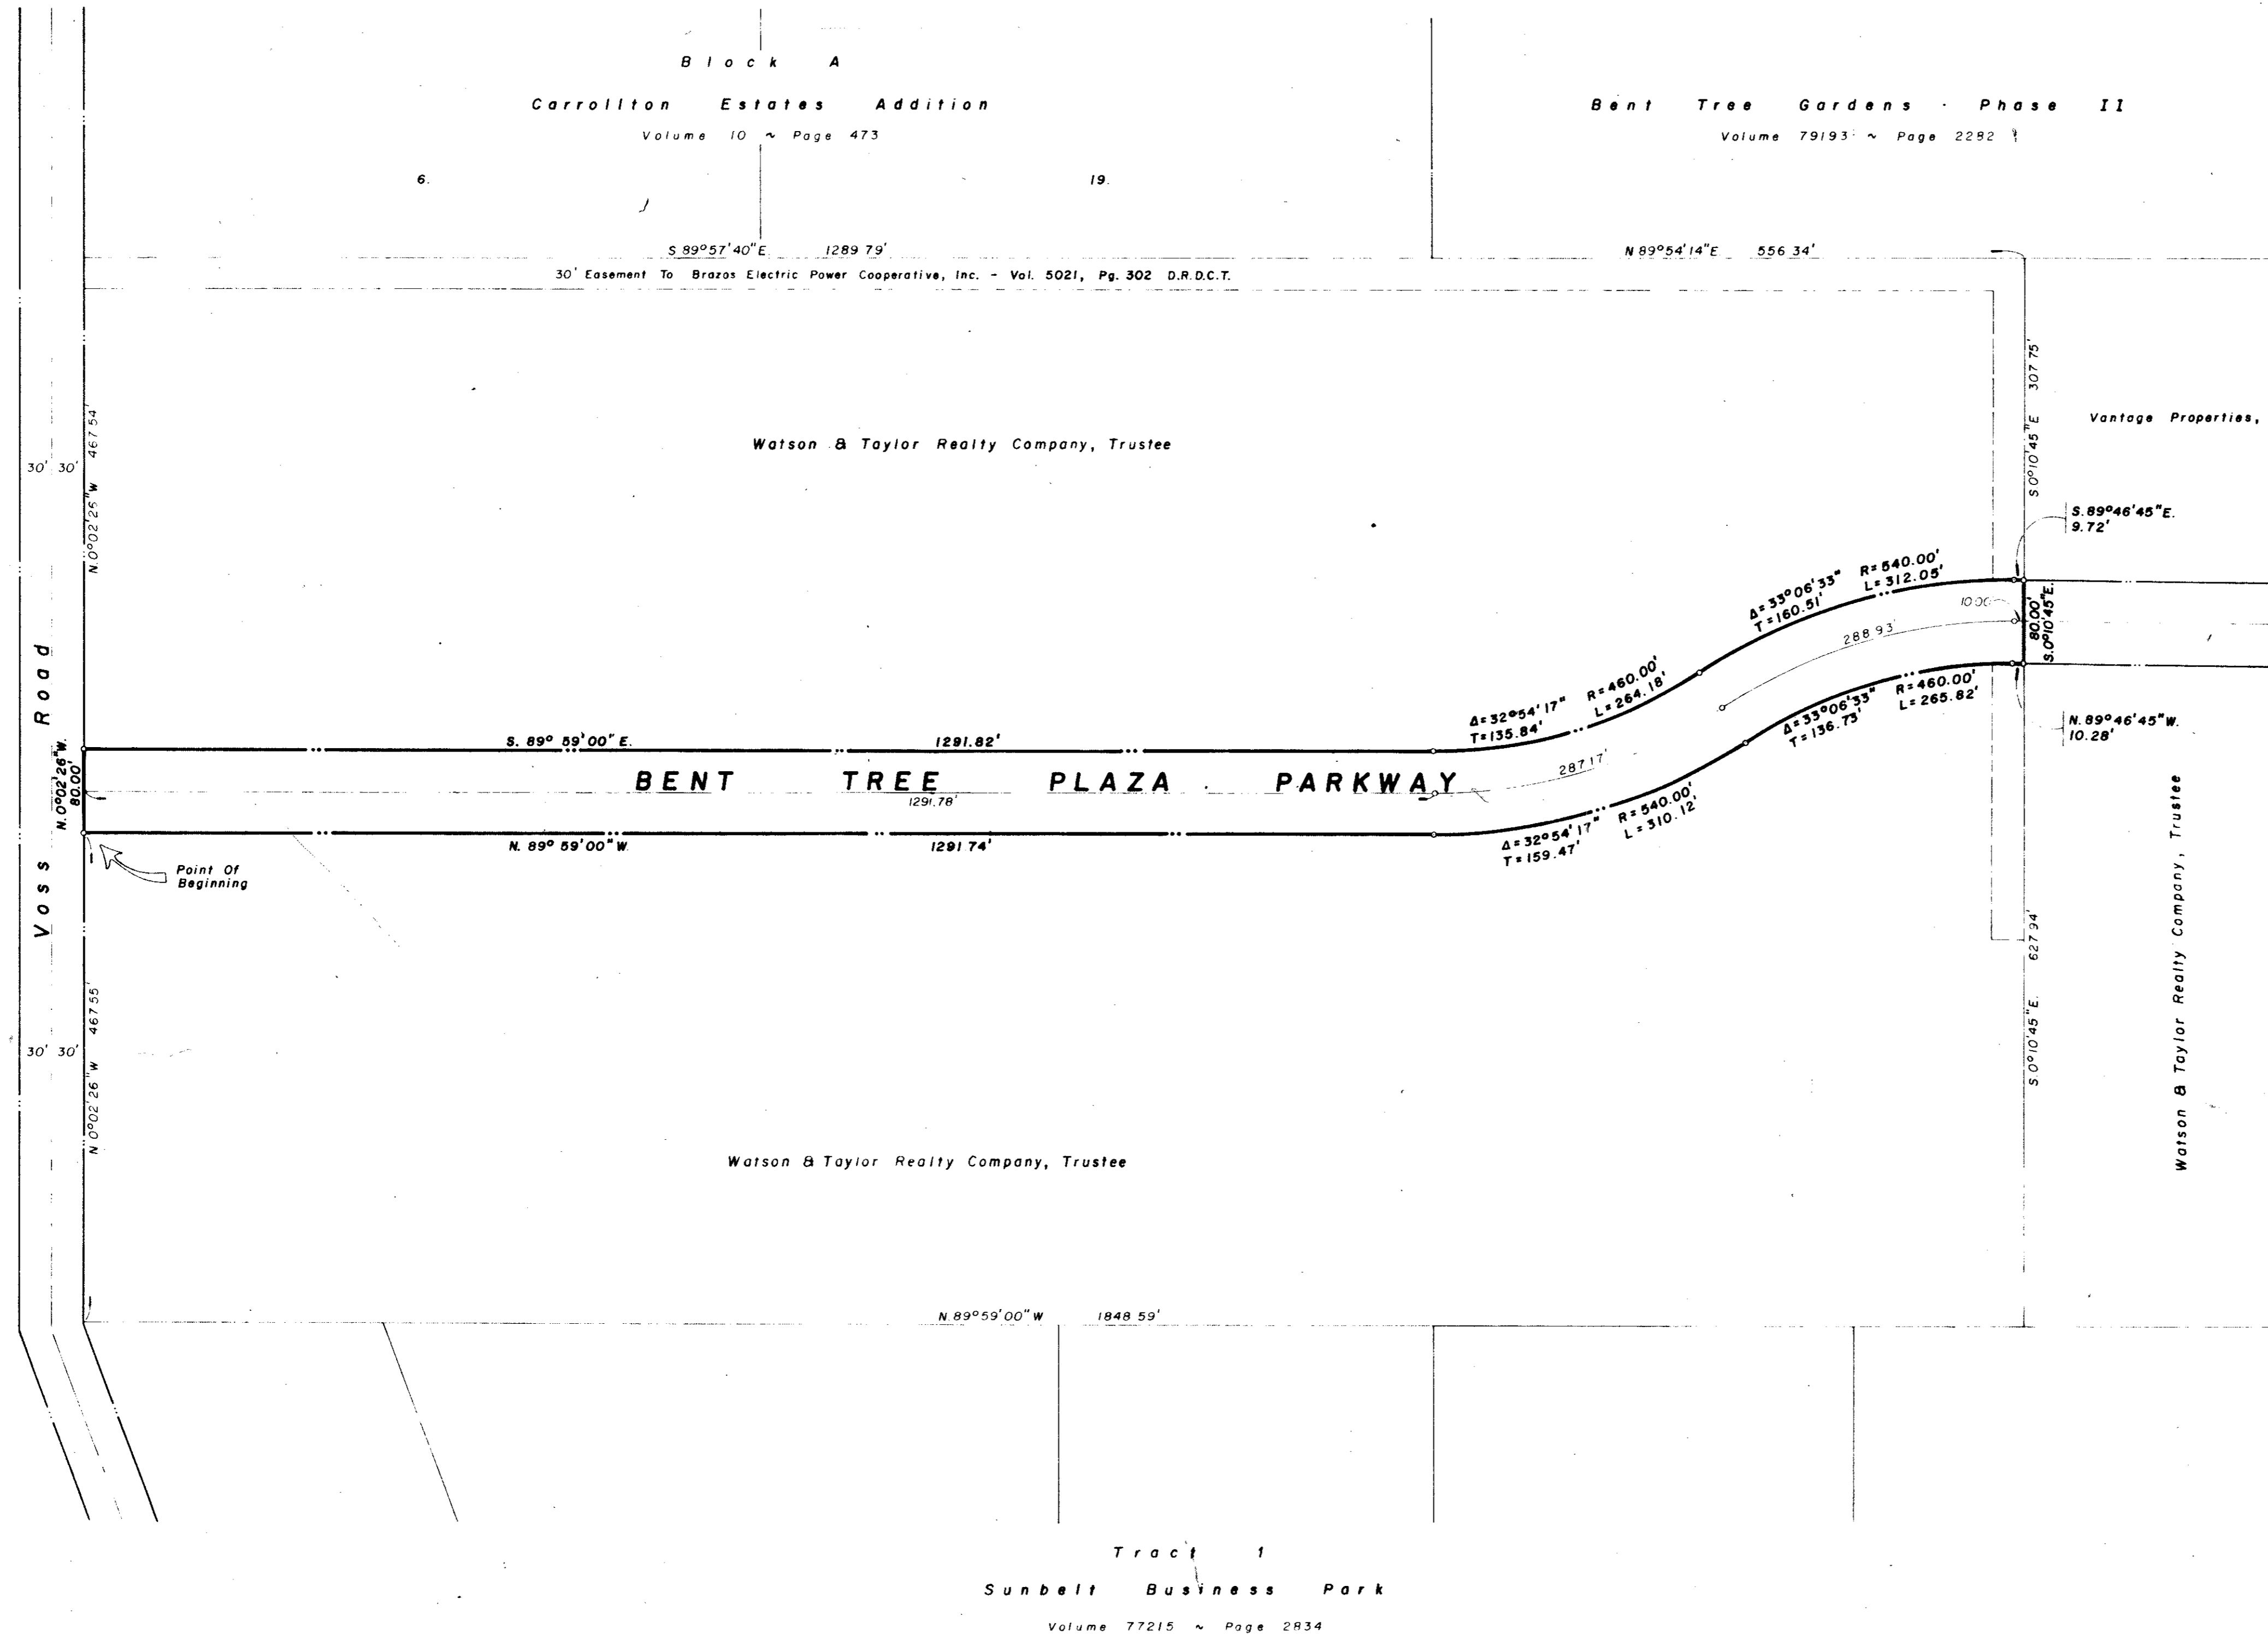 Block A
Carrollton Estates Addition
Volume 10 ~ Page 473
Bent Tree Gardens - Phase II
Volume 79193 ~ Page 2282
6.
19.
S 89°57'40"E 1289 79'
N 89°54'14"E 556 34'
30' Easement To Brazos Electric Power Cooperative, Inc. - Vol. 5021, Pg. 302 D.R.D.C.T.
S 0°10'45"E 307 75'
Vantage Properties,
N.0°02'26"W 467 54'
30' 30'
Watson & Taylor Realty Company, Trustee
S. 89°46'45"E.
9.72'
Δ=33°06'33" R=540.00'
T=160.51' L=312.05'
10.00
288.93'
80.00'
S.0°10'45"E.
Δ=32°54'17" R=460.00'
T=135.84' L=264.18'
Δ=33°06'33" R=460.00'
T=136.73' L=265.82'
N. 89°46'45"W.
10.28'
Voss Road
N.0°02'26"W.
80.00'
S. 89° 59'00" E. 1291.82'
BENT TREE PLAZA PARKWAY
1291.78'
287.17'
N. 89° 59'00" W. 1291 74'
Δ=32°54'17" R=540.00'
T=159.47' L=310.12'
Point Of
Beginning
S.0°10'45"E. 627 94'
Watson & Taylor Realty Company, Trustee
N 0°02'26"W 467 55'
30' 30'
Watson & Taylor Realty Company, Trustee
N.89°59'00"W 1848 59'
Tract 1
Sunbelt Business Park
Volume 77215 ~ Page 2834